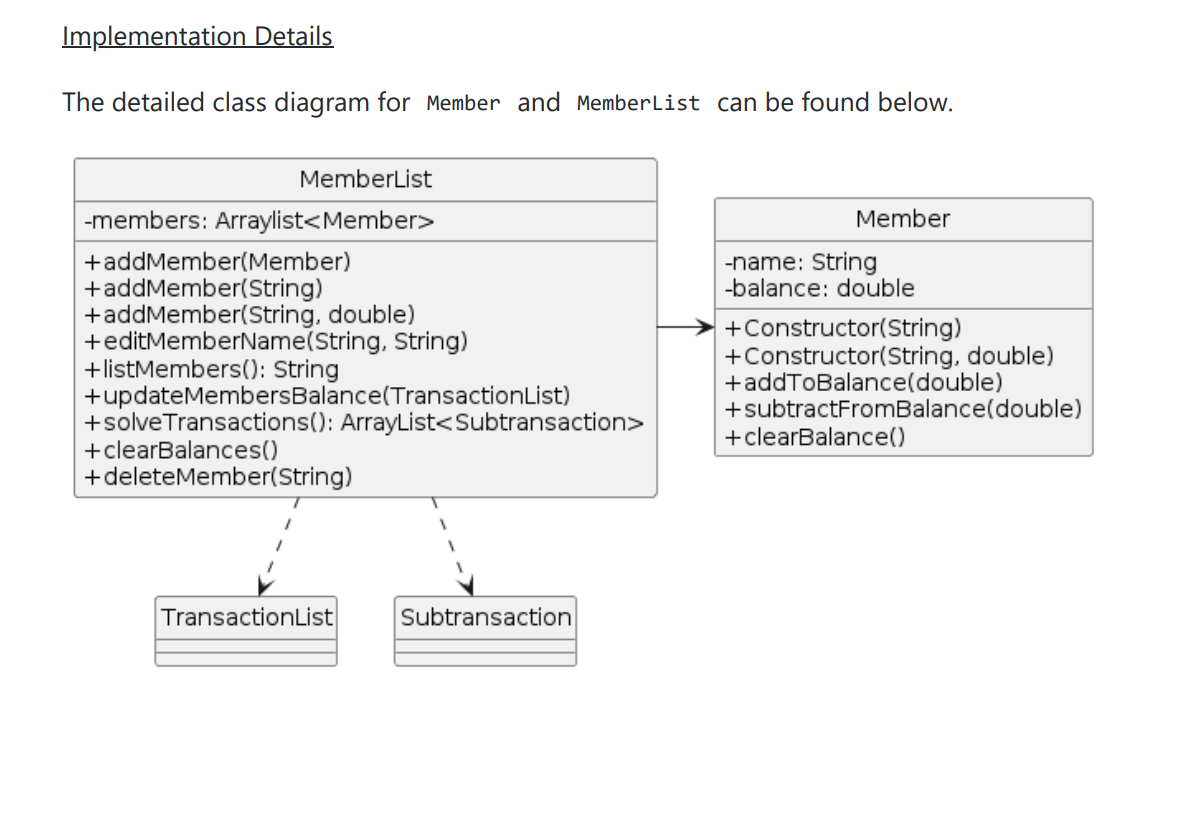 Implementation Details
The detailed class diagram for Member and MemberList can be found below.
MemberList
-members: Arraylist<Member>
+addMember(Member)
+addMember(String)
+addMember(String, double)
+editMemberName(String, String)
+listMembers(): String
+updateMembersBalance(TransactionList)
+solveTransactions(): ArrayList<Subtransaction>
+clearBalances()
+deleteMember(String)
Member
-name: String
-balance: double
+Constructor(String)
+Constructor(String, double)
+addToBalance(double)
+subtractFromBalance(double)
+clearBalance()
TransactionList
Subtransaction